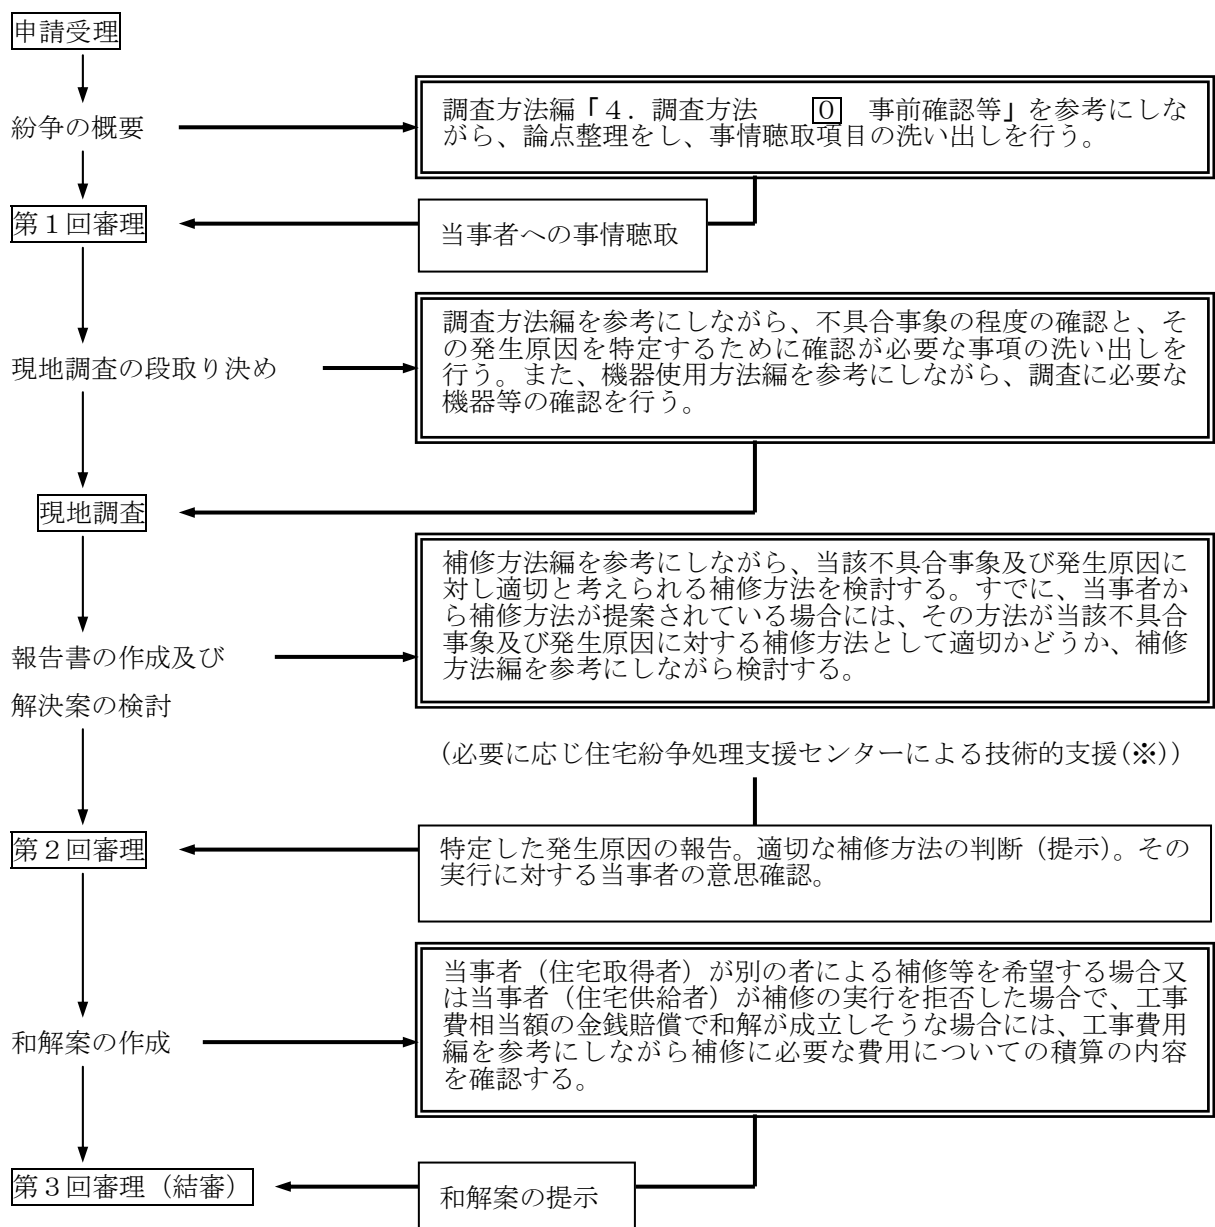 申請受理
紛争の概要
調査方法編「４．調査方法　　０　事前確認等」を参考にしな
がら、論点整理をし、事情聴取項目の洗い出しを行う。
第１回審理
当事者への事情聴取
現地調査の段取り決め
調査方法編を参考にしながら、不具合事象の程度の確認と、そ
の発生原因を特定するために確認が必要な事項の洗い出しを
行う。また、機器使用方法編を参考にしながら、調査に必要な
機器等の確認を行う。
現地調査
報告書の作成及び
解決案の検討
補修方法編を参考にしながら、当該不具合事象及び発生原因に
対し適切と考えられる補修方法を検討する。すでに、当事者か
ら補修方法が提案されている場合には、その方法が当該不具合
事象及び発生原因に対する補修方法として適切かどうか、補修
方法編を参考にしながら検討する。
（必要に応じ住宅紛争処理支援センターによる技術的支援(※)）
第２回審理
特定した発生原因の報告。適切な補修方法の判断（提示）。その
実行に対する当事者の意思確認。
和解案の作成
当事者（住宅取得者）が別の者による補修等を希望する場合又
は当事者（住宅供給者）が補修の実行を拒否した場合で、工事
費相当額の金銭賠償で和解が成立しそうな場合には、工事費用
編を参考にしながら補修に必要な費用についての積算の内容
を確認する。
第３回審理（結審）
和解案の提示